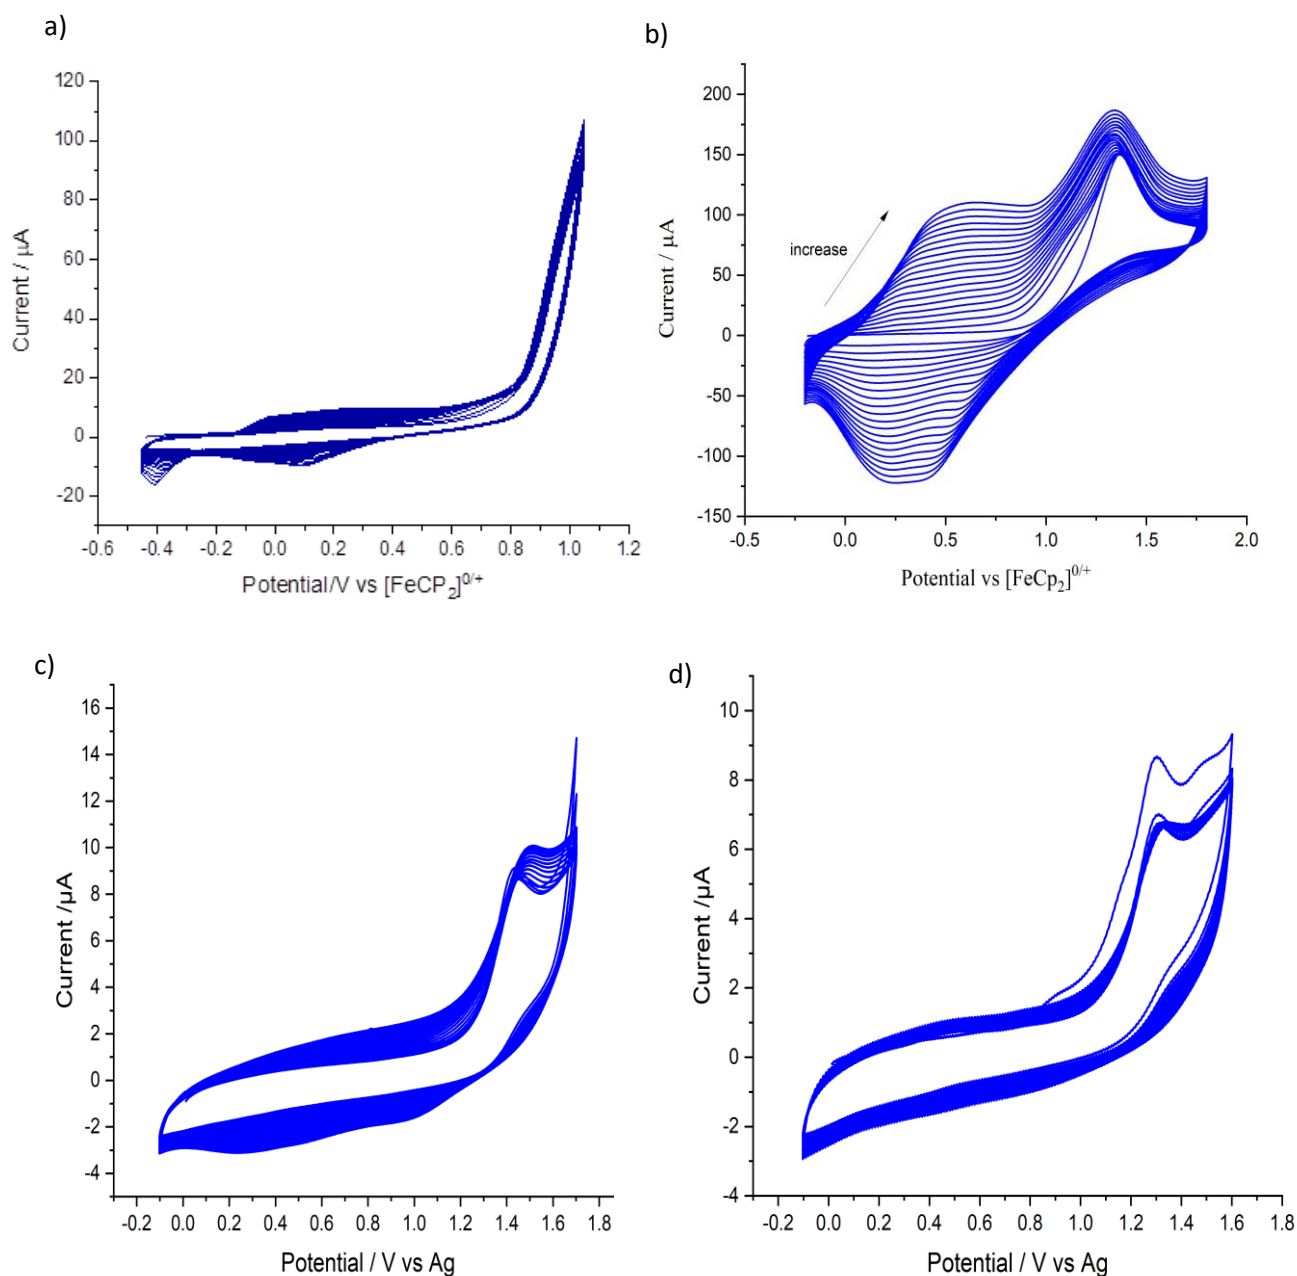 a)
120
100
80
60
40
20
0
-20
Current / μA
-0.6 -0.4 -0.2 0.0 0.2 0.4 0.6 0.8 1.0 1.2
Potential/V vs [FeCP2]0/+
b)
200
150
100
50
0
-50
-100
-150
Current / μA
increase
-0.5 0.0 0.5 1.0 1.5 2.0
Potential vs [FeCp2]0/+
c)
16
14
12
10
8
6
4
2
0
-2
-4
Current /μA
-0.2 0.0 0.2 0.4 0.6 0.8 1.0 1.2 1.4 1.6 1.8
Potential / V vs Ag
d)
10
8
6
4
2
0
-2
-4
Current /μA
-0.2 0.0 0.2 0.4 0.6 0.8 1.0 1.2 1.4 1.6 1.8
Potential / V vs Ag